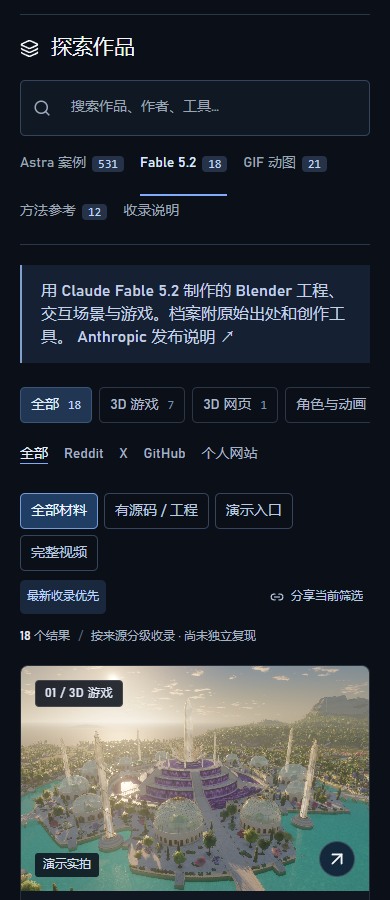 探索作品
搜索作品、作者、工具...
Astra 案例 531 Fable 5.2 18 GIF 动图 21
方法参考 12 收录说明
用 Claude Fable 5.2 制作的 Blender 工程、
交互场景与游戏。档案附原始出处和创作工
具。 Anthropic 发布说明 ↗
全部 18 3D 游戏 7 3D 网页 1 角色与动画
全部 Reddit X GitHub 个人网站
全部材料 有源码 / 工程 演示入口
完整视频
最新收录优先 分享当前筛选
18 个结果 / 按来源分级收录 · 尚未独立复现
01 / 3D 游戏
演示实拍